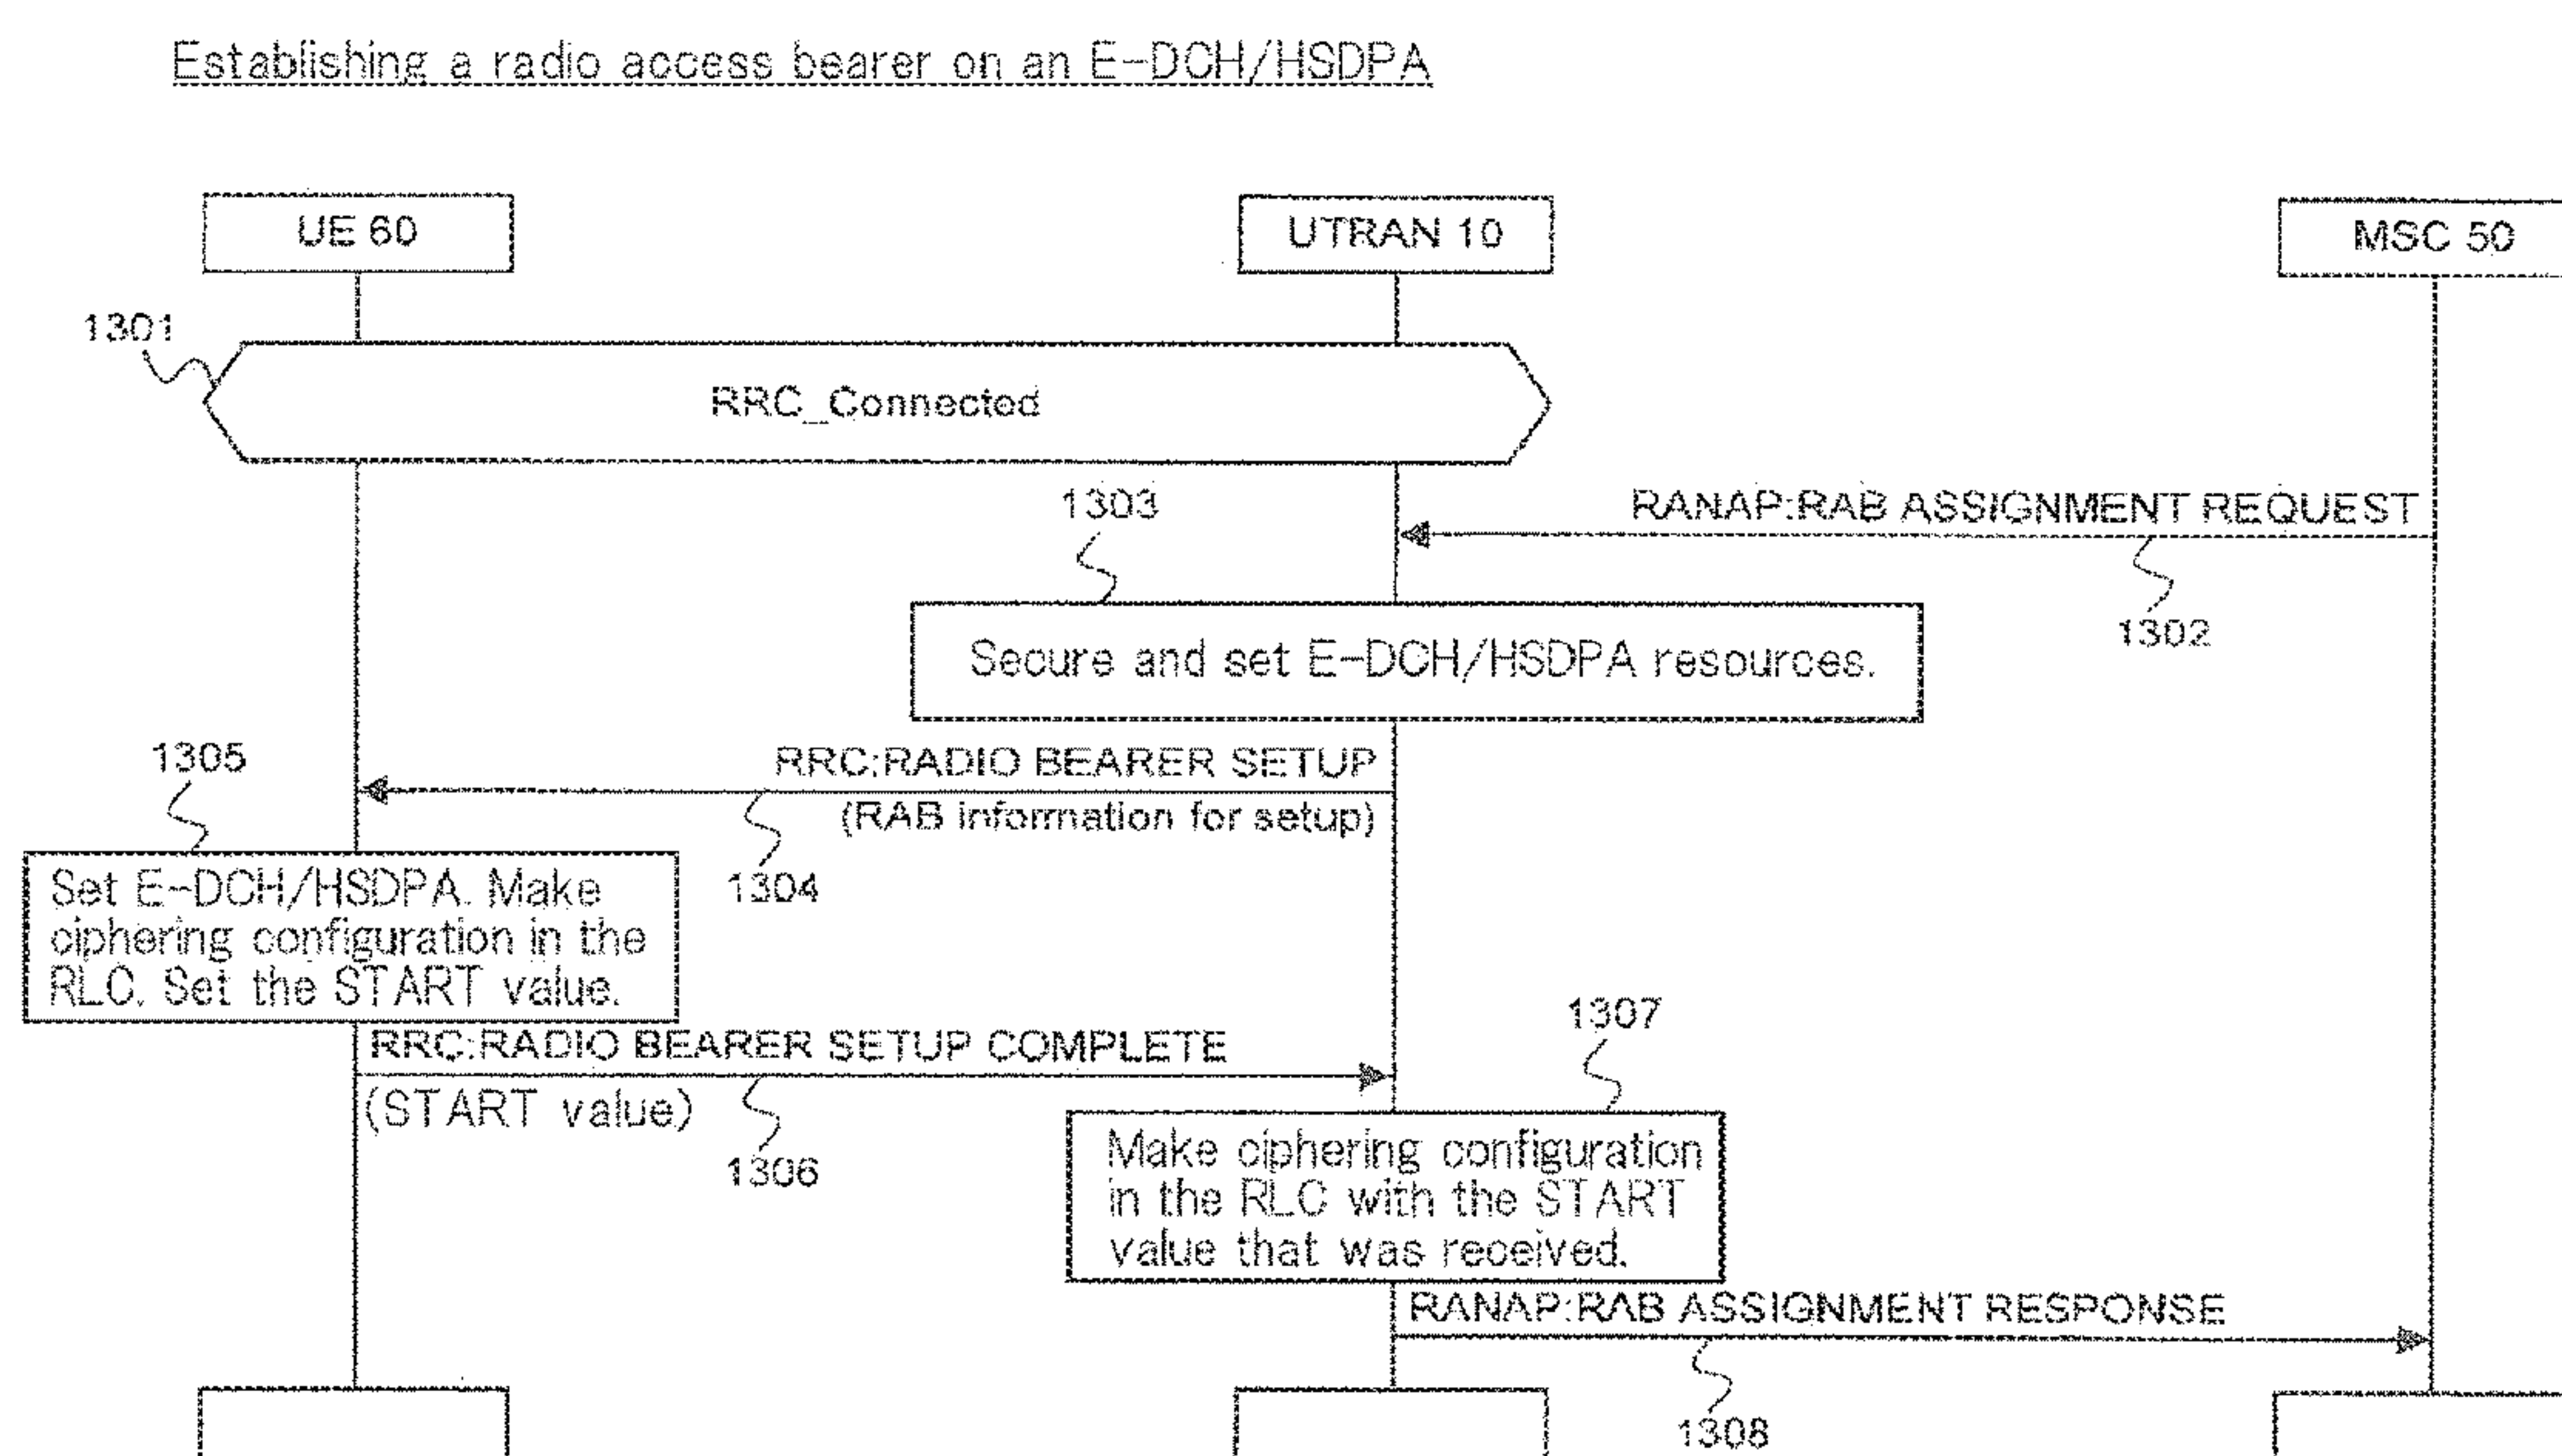 Establishing a radio access bearer on an E-DCH/HSDPA
UE 60
UTRAN 10
MSC 50
1301
RRC_Connected
1303
RANAP:RAB ASSIGNMENT REQUEST
1302
Secure and set E-DCH/HSDPA resources.
1305
RRC:RADIO BEARER SETUP
(RAB information for setup)
1304
Set E-DCH/HSDPA. Make
ciphering configuration in the
RLC. Set the START value.
1307
RRC:RADIO BEARER SETUP COMPLETE
(START value)
1306
Make ciphering configuration
in the RLC with the START
value that was received.
RANAP:RAB ASSIGNMENT RESPONSE
1308